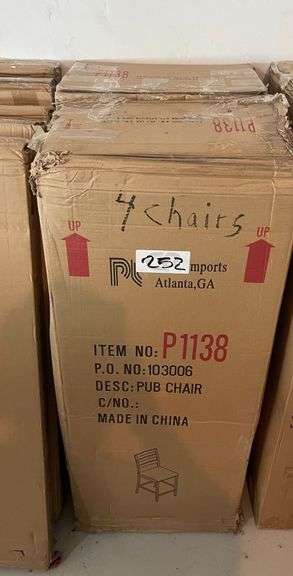 P1138
P1138
4 chairs
UP
UP
252
mports
Atlanta, GA
ITEM NO: P1138
P.O. NO: 103006
DESC: PUB CHAIR
C/NO.:
MADE IN CHINA